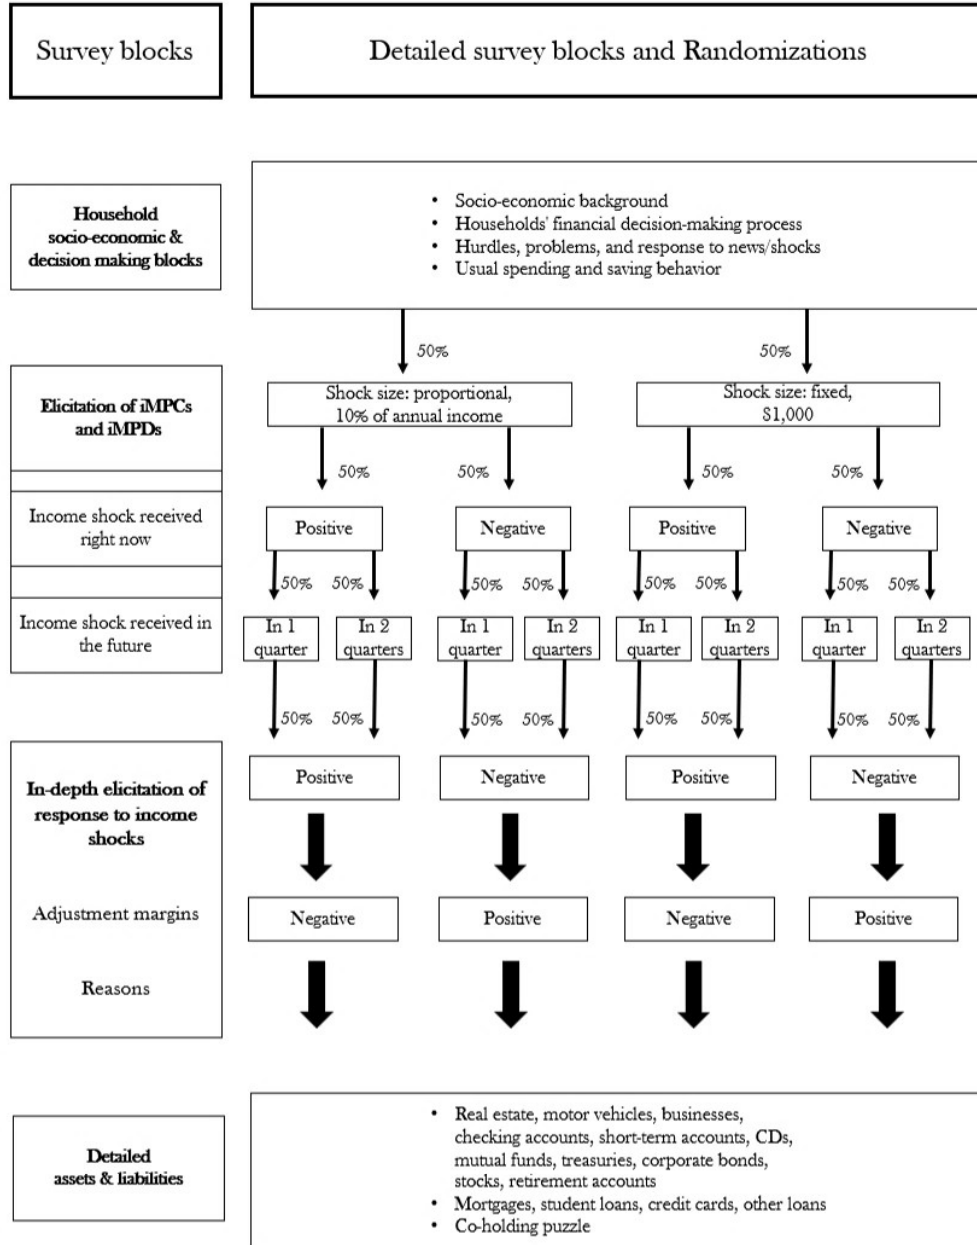 Survey blocks
Detailed survey blocks and Randomizations
Household
socio-economic &
decision making blocks
• Socio-economic background
• Households' financial decision-making process
• Hurdles, problems, and response to news/shocks
• Usual spending and saving behavior
50%
50%
Elicitation of iMPCs
and iMPDs
Shock size: proportional,
10% of annual income
Shock size: fixed,
$1,000
50%
50%
50%
50%
Income shock received
right now
Positive
Negative
Positive
Negative
50%
50%
50%
50%
50%
50%
50%
50%
Income shock received in
the future
In 1
quarter
In 2
quarters
In 1
quarter
In 2
quarters
In 1
quarter
In 2
quarters
In 1
quarter
In 2
quarters
50%
50%
50%
50%
50%
50%
50%
50%
In-depth elicitation of
response to income
shocks
Positive
Negative
Positive
Negative
Adjustment margins
Negative
Positive
Negative
Positive
Reasons
Detailed
assets & liabilities
• Real estate, motor vehicles, businesses,
checking accounts, short-term accounts, CDs,
mutual funds, treasuries, corporate bonds,
stocks, retirement accounts
• Mortgages, student loans, credit cards, other loans
• Co-holding puzzle